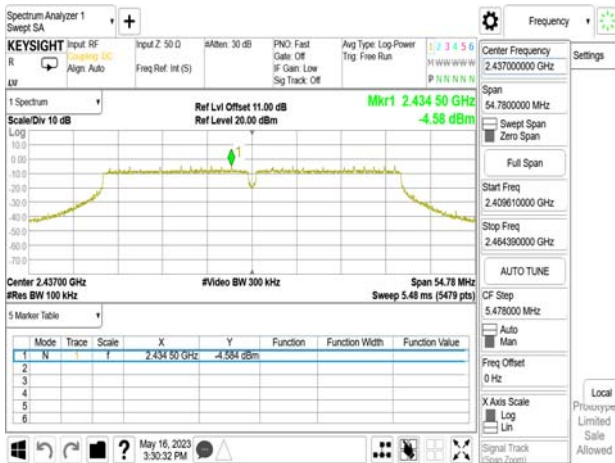 Spectrum Analyzer 1
Swept SA
Frequency
KEYSIGHT
R
Input: RF
Coupling: DC
Align: Auto
Input Z: 50 Ω
Freq Ref: Int (S)
#Atten: 30 dB
PNO: Fast
Gate: Off
IF Gain: Low
Sig Track: Off
Avg Type: Log-Power
Trig: Free Run
1 2 3 4 5 6
M W W W W W
P N N N N N
1 Spectrum
Scale/Div 10 dB
Ref Lvl Offset 11.00 dB
Ref Level 20.00 dBm
Mkr1 2.434 50 GHz
-4.58 dBm
Log
10.0
0.00
-10.0
-20.0
-30.0
-40.0
-50.0
-60.0
-70.0
1
Center 2.43700 GHz
#Res BW 100 kHz
#Video BW 300 kHz
Span 54.78 MHz
Sweep 5.48 ms (5479 pts)
5 Marker Table
Mode Trace Scale X Y Function Function Width Function Value
1 N 1 f 2.434 50 GHz -4.584 dBm
2
3
4
5
6
May 16, 2023
3:30:32 PM
Center Frequency
2.437000000 GHz
Settings
Span
54.7800000 MHz
Swept Span
Zero Span
Full Span
Start Freq
2.409610000 GHz
Stop Freq
2.464390000 GHz
AUTO TUNE
CF Step
5.478000 MHz
Auto
Man
Freq Offset
0 Hz
X Axis Scale
Log
Lin
Signal Track
(Span Zoom)
Local
Prototype
Limited
Sale
Allowed